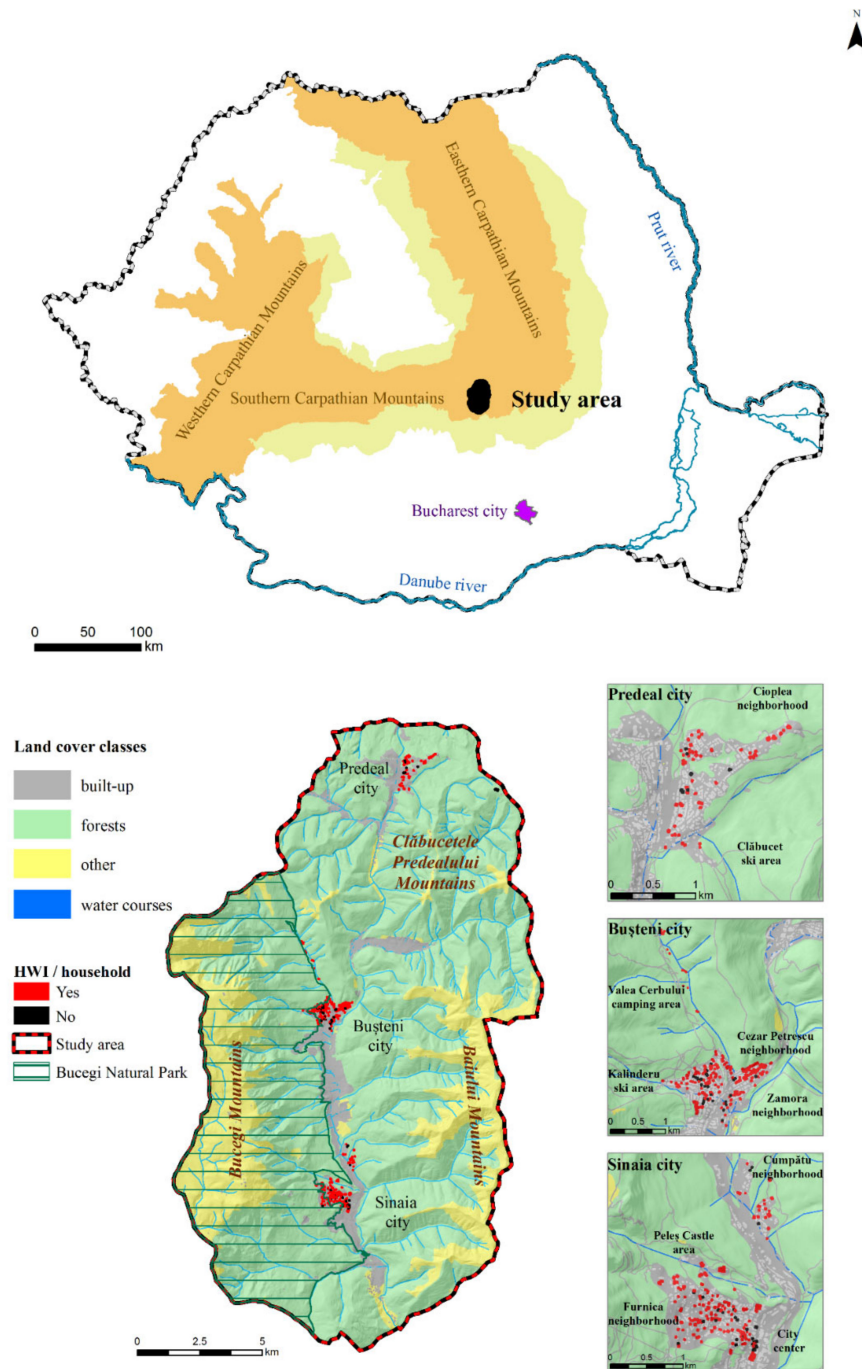 N
Easthern Carpathian Mountains
Prut river
Westhern Carpathian Mountains
Southern Carpathian Mountains
Study area
Bucharest city
Danube river
0 50 100
km
Land cover classes
built-up
forests
other
water courses
HWI / household
Yes
No
Study area
Bucegi Natural Park
Predeal
city
Clăbucetele
Predealului
Mountains
Bușteni
city
Bucegi Mountains
Baiului Mountains
Sinaia
city
0 2.5 5
km
Predeal city
Cioplea
neighborhood
Clăbucet
ski area
0 0.5 1
km
Bușteni city
Valea Cerbului
camping area
Cezar Petrescu
neighborhood
Kalinderu
ski area
Zamora
neighborhood
0 0.5 1
km
Sinaia city
Cumpătu
neighborhood
Peleș Castle
area
Furnica
neighborhood
City
center
0 0.5 1
km